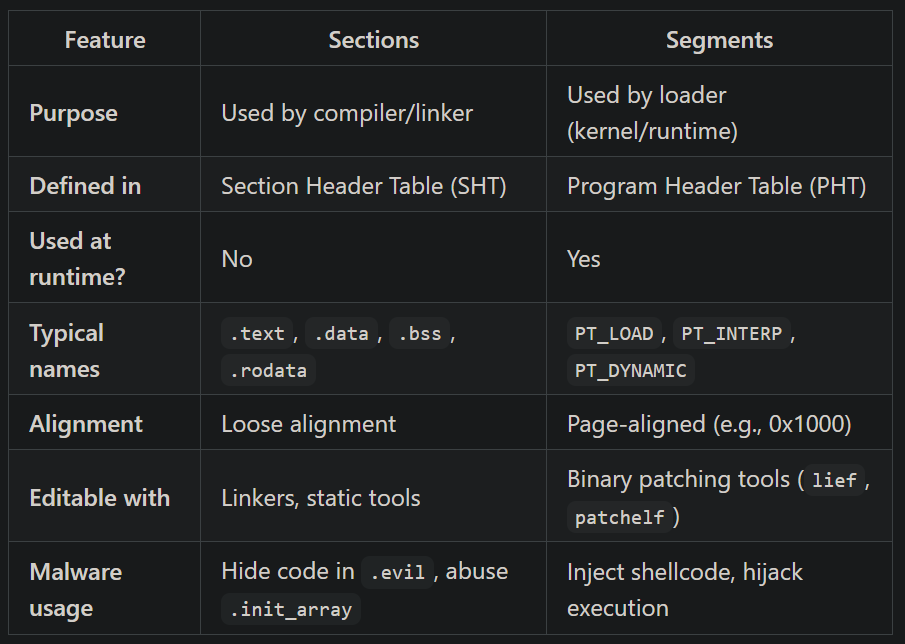 Feature Sections Segments
Purpose Used by compiler/linker Used by loader
(kernel/runtime)
Defined in Section Header Table (SHT) Program Header Table (PHT)
Used at
runtime? No Yes
Typical
names .text, .data, .bss,
.rodata PT_LOAD, PT_INTERP,
PT_DYNAMIC
Alignment Loose alignment Page-aligned (e.g., 0x1000)
Editable with Linkers, static tools Binary patching tools (lief,
patchelf)
Malware
usage Hide code in .evil, abuse
.init_array Inject shellcode, hijack
execution